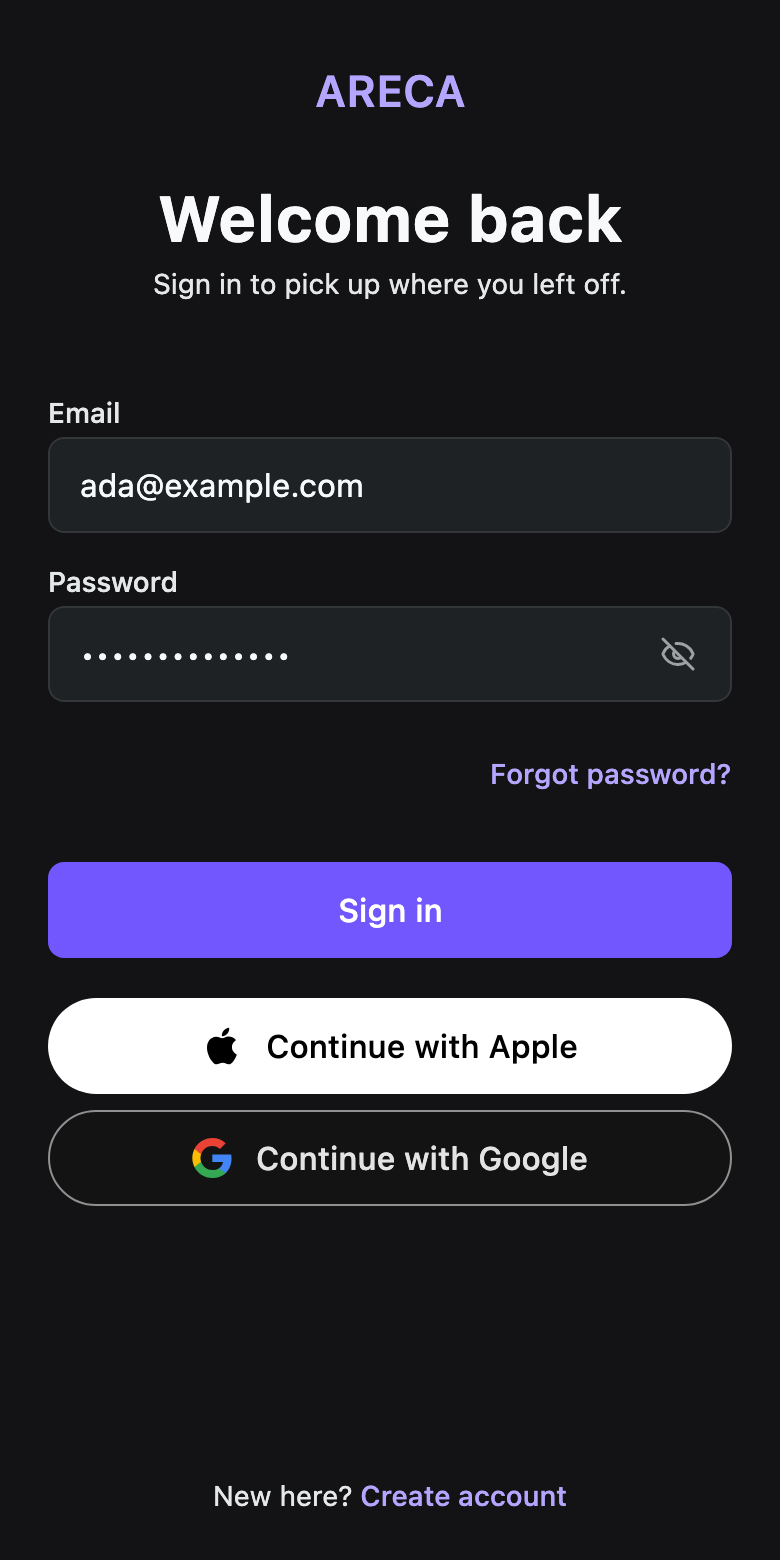 ARECA
Welcome back
Sign in to pick up where you left off.
Email
ada@example.com
Password
••••••••••••••
Forgot password?
Sign in
Continue with Apple
Continue with Google
New here? Create account